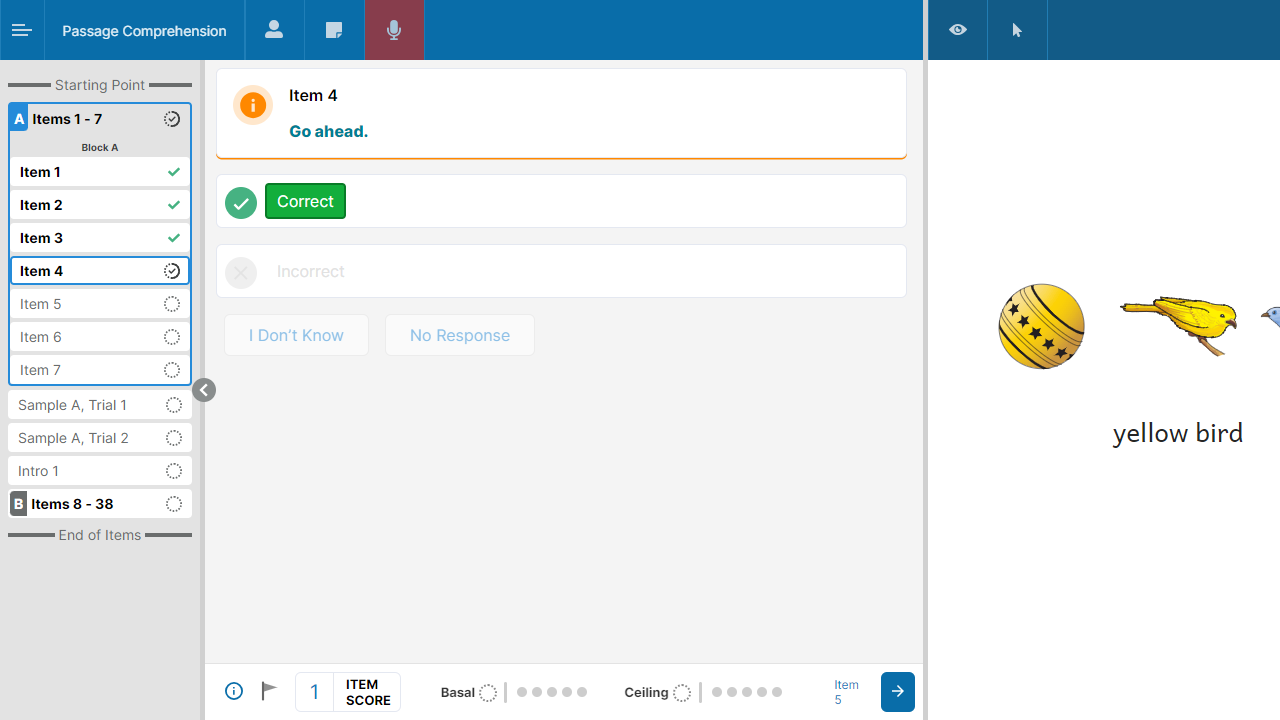 Passage Comprehension
Starting Point
A Items 1 - 7
Block A
Item 1
Item 2
Item 3
Item 4
Item 5
Item 6
Item 7
Sample A, Trial 1
Sample A, Trial 2
Intro 1
B Items 8 - 38
End of Items
Item 4
Go ahead.
Correct
Incorrect
I Don’t Know
No Response
1
ITEM
SCORE
Basal
Ceiling
Item
5
yellow bird